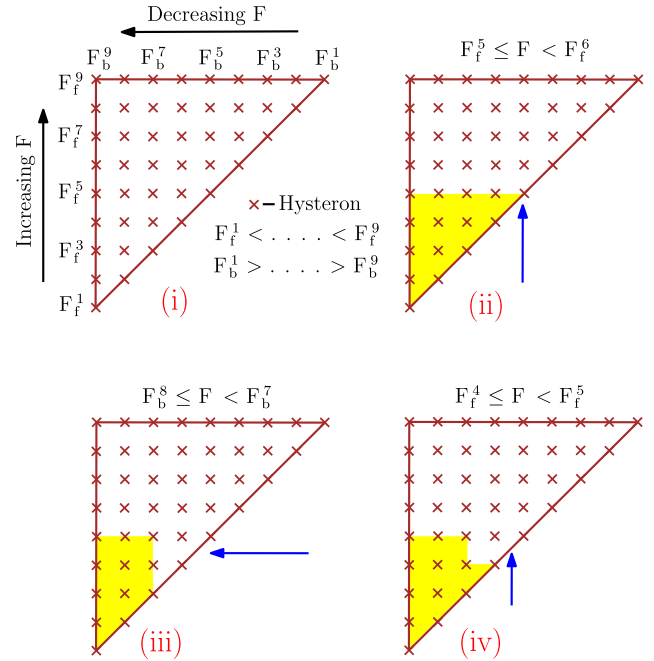 Decreasing F
F_b^9 F_b^7 F_b^5 F_b^3 F_b^1
F_f^9
F_f^7
F_f^5
F_f^3
F_f^1
Increasing F
× – Hysteron
F_f^1 < . . . . < F_f^9
F_b^1 > . . . . > F_b^9
(i)
F_f^5 ≤ F < F_f^6
(ii)
F_b^8 ≤ F < F_b^7
(iii)
F_f^4 ≤ F < F_f^5
(iv)